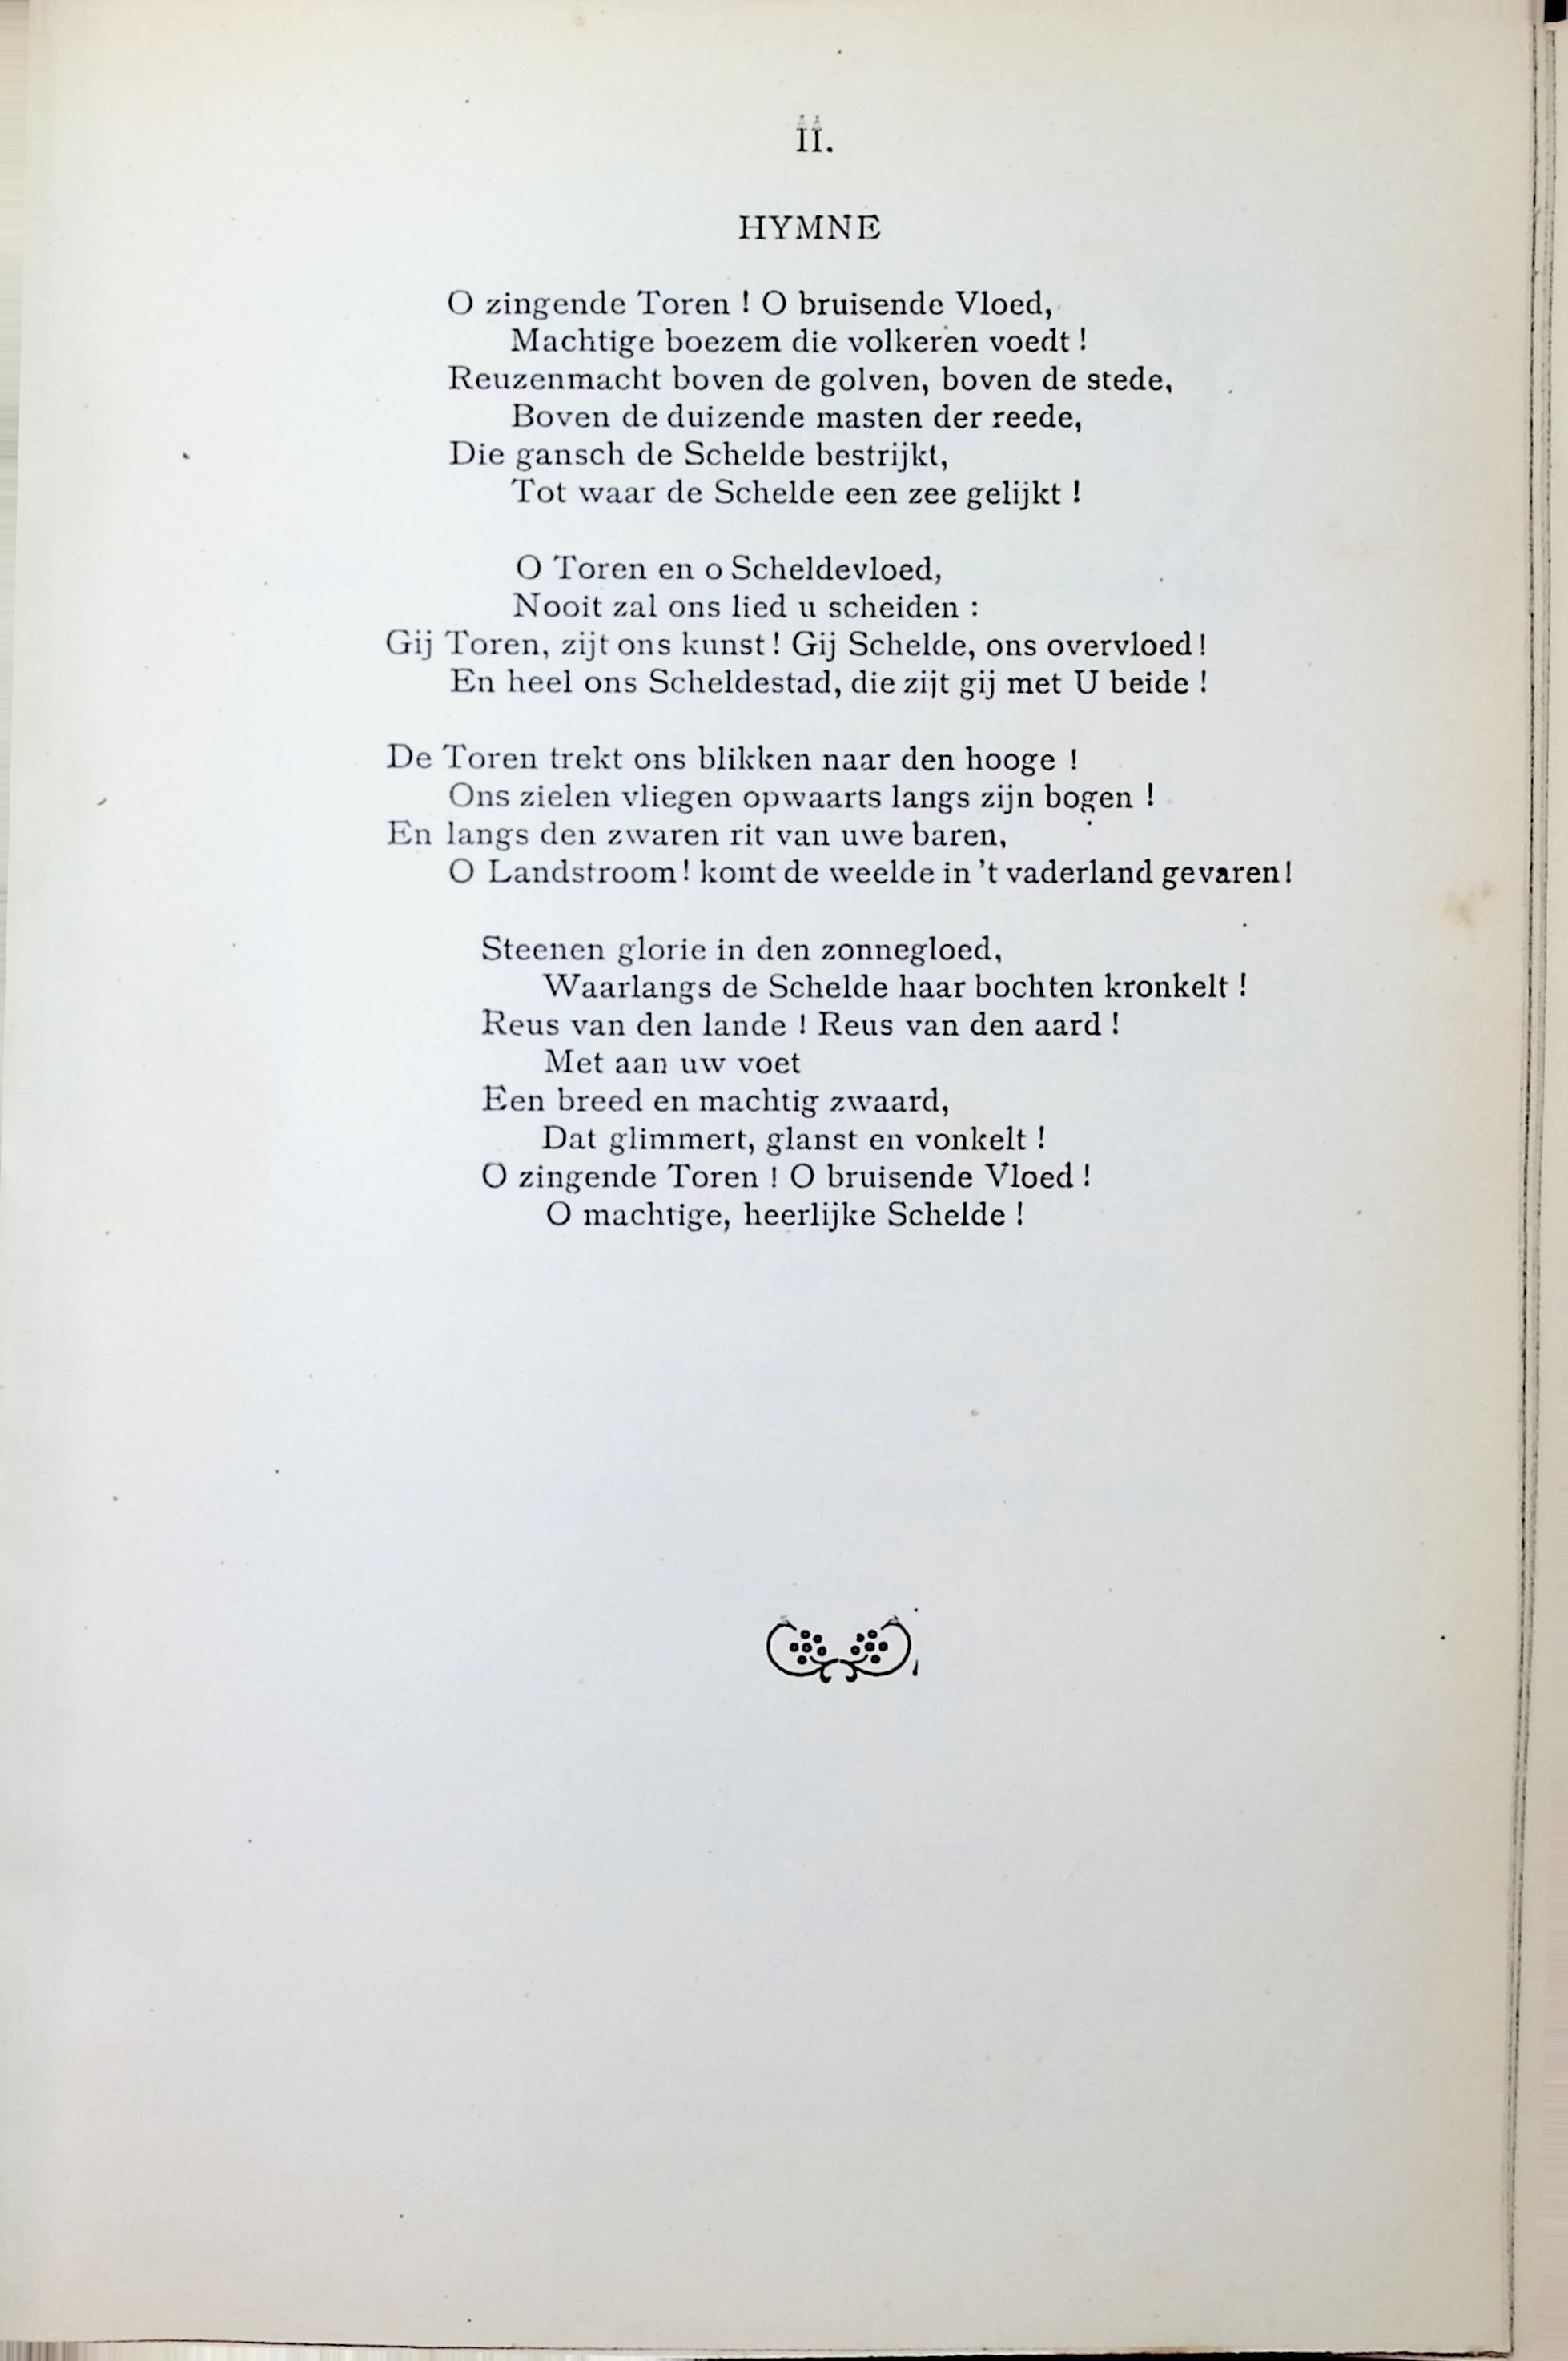 II.
HYMNE
O zingende Toren ! O bruisende Vloed,
Machtige boezem die volkeren voedt !
Reuzenmacht boven de golven, boven de stede,
Boven de duizende masten der reede,
Die gansch de Schelde bestrijkt,
Tot waar de Schelde een zee gelijkt !
O Toren en o Scheldevloed,
Nooit zal ons lied u scheiden :
Gij Toren, zijt ons kunst ! Gij Schelde, ons overvloed !
En heel ons Scheldestad, die zijt gij met U beide !
De Toren trekt ons blikken naar den hooge !
Ons zielen vliegen opwaarts langs zijn bogen !
En langs den zwaren rit van uwe baren,
O Landstroom ! komt de weelde in 't vaderland gevaren !
Steenen glorie in den zonnegloed,
Waarlangs de Schelde haar bochten kronkelt !
Reus van den lande ! Reus van den aard !
Met aan uw voet
Een breed en machtig zwaard,
Dat glimmert, glanst en vonkelt !
O zingende Toren ! O bruisende Vloed !
O machtige, heerlijke Schelde !